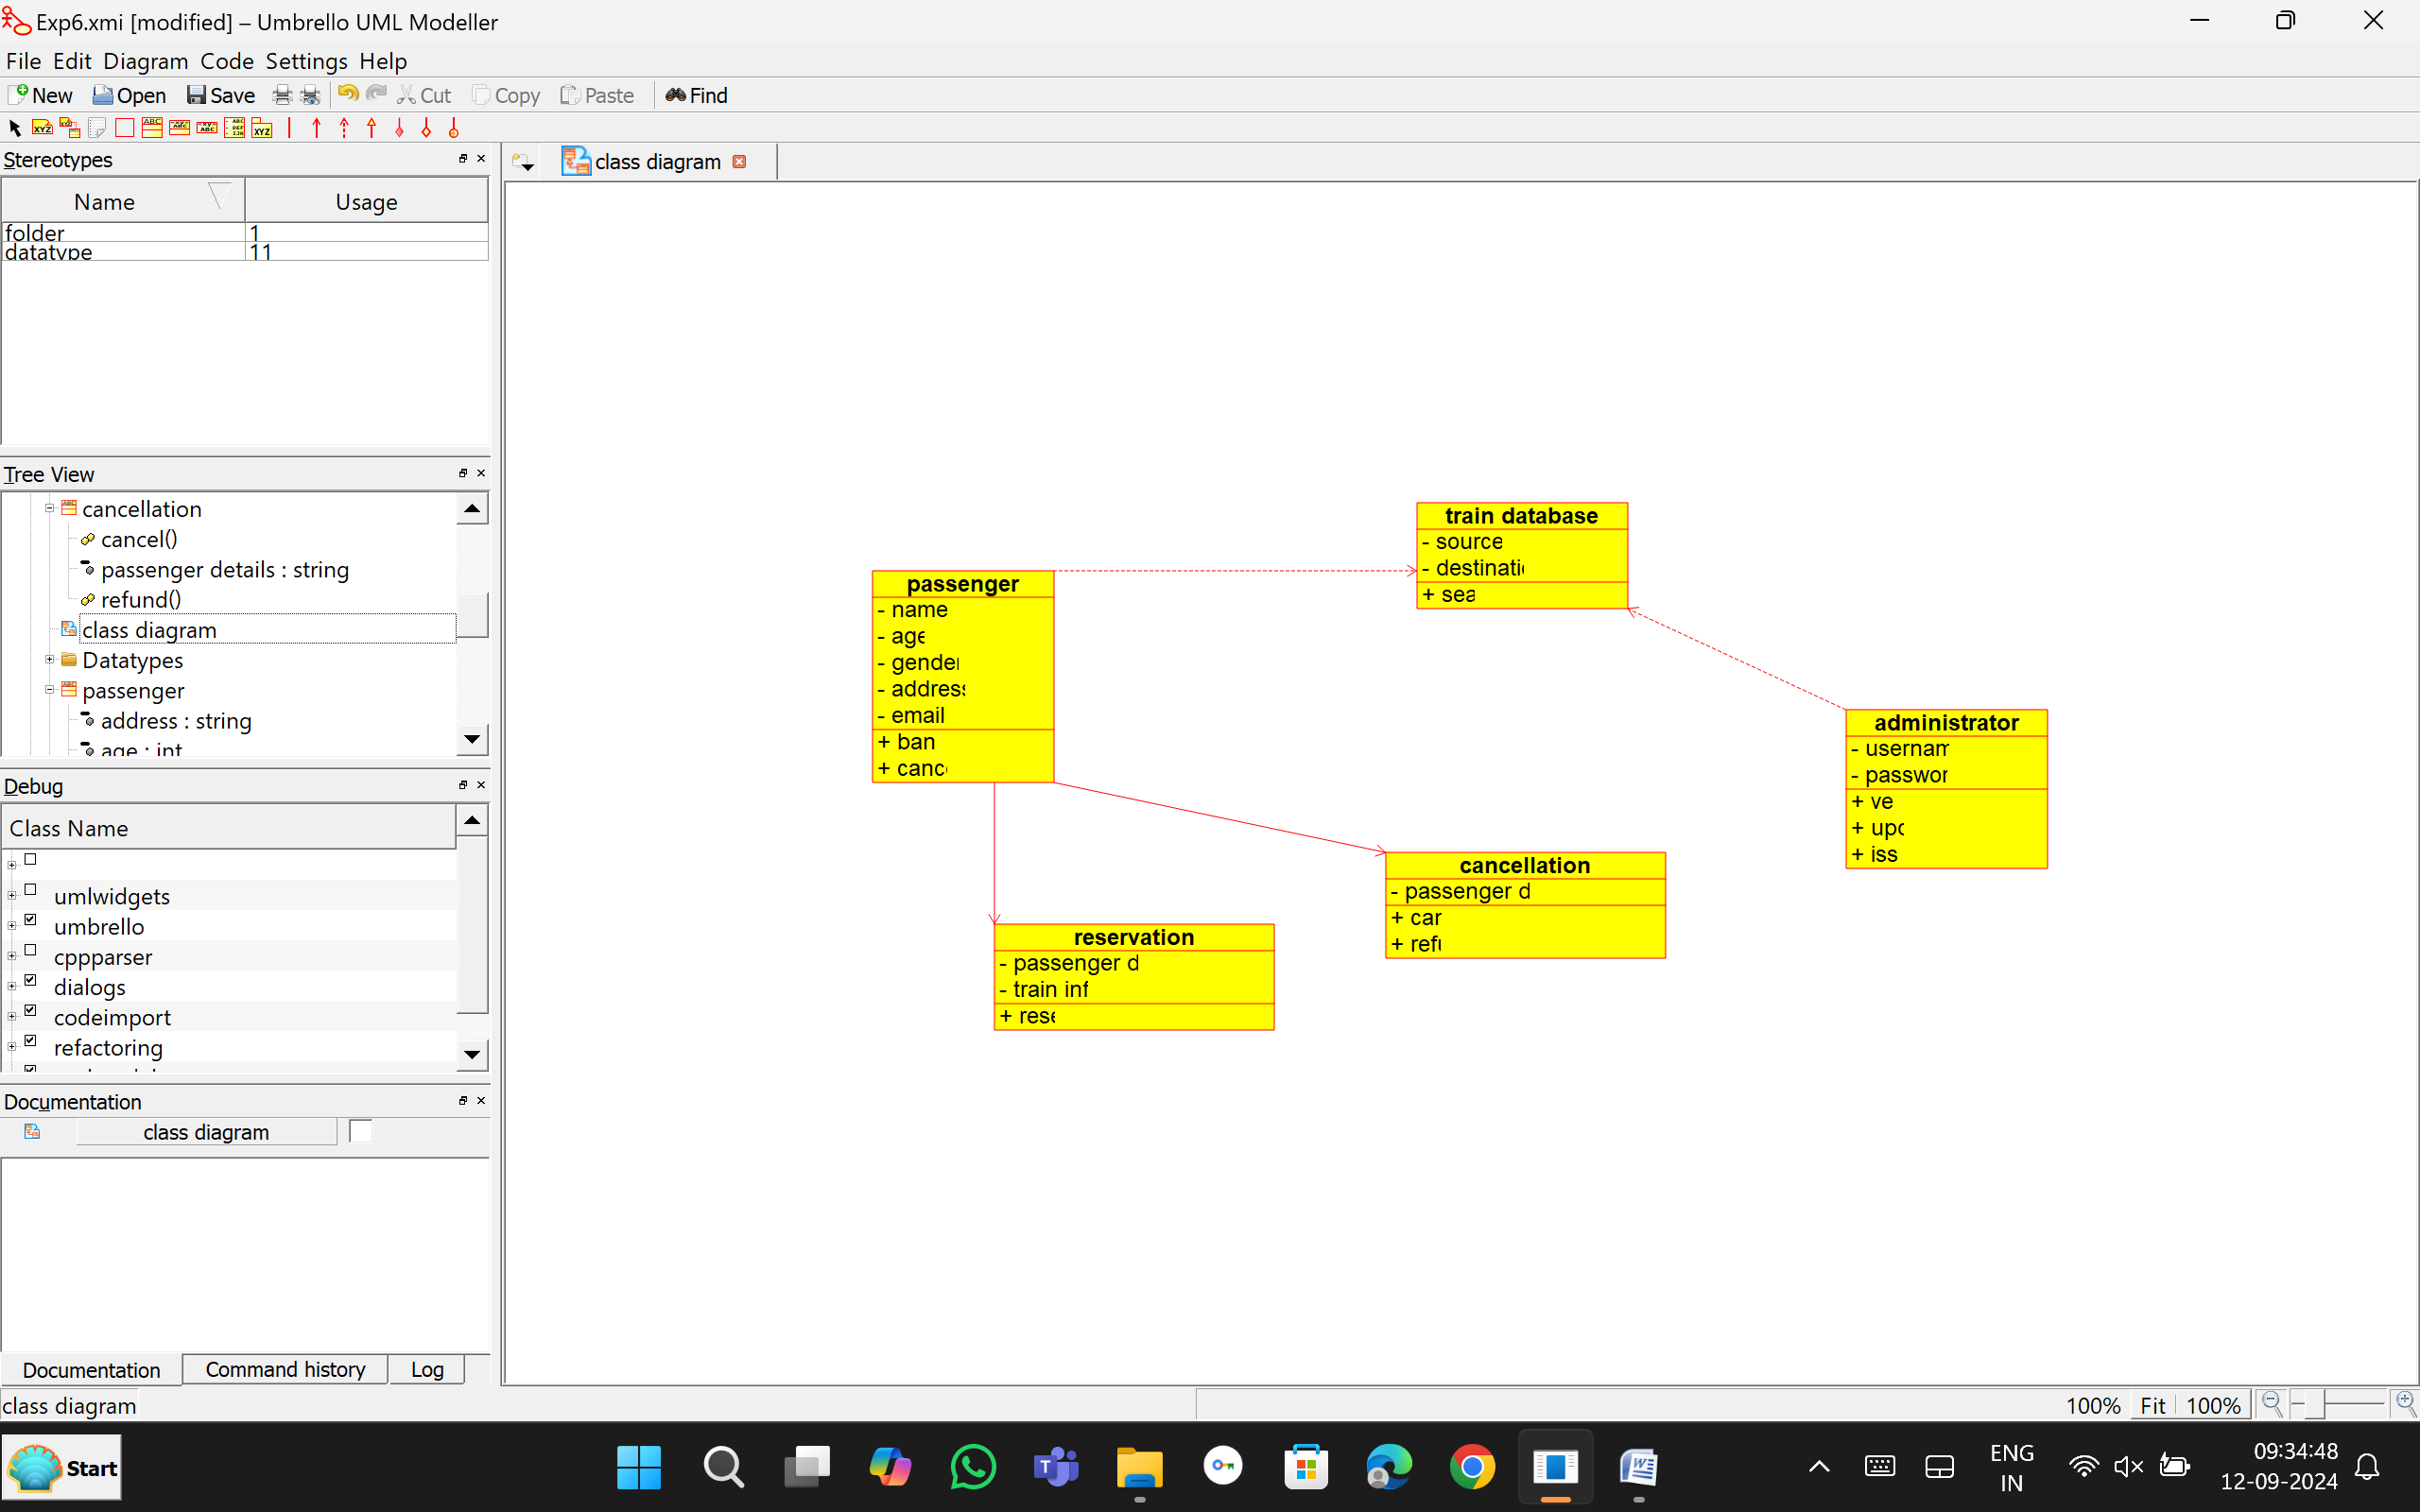 Exp6.xmi [modified] – Umbrello UML Modeller
File Edit Diagram Code Settings Help
New Open Save Cut Copy Paste Find
Stereotypes
Name Usage
folder 1
datatype 11
Tree View
cancellation
cancel()
passenger details : string
refund()
class diagram
Datatypes
passenger
address : string
age : int
Debug
Class Name
umlwidgets
umbrello
cppparser
dialogs
codeimport
refactoring
Documentation
class diagram
Documentation Command history Log
class diagram
class diagram
train database
- source
- destinati
+ sea
passenger
- name
- age
- gender
- address
- email
+ ban
+ canc
administrator
- usernam
- passwor
+ ve
+ upd
+ iss
cancellation
- passenger d
+ car
+ refu
reservation
- passenger d
- train inf
+ rese
100% Fit 100%
Start
ENG
IN
09:34:48
12-09-2024